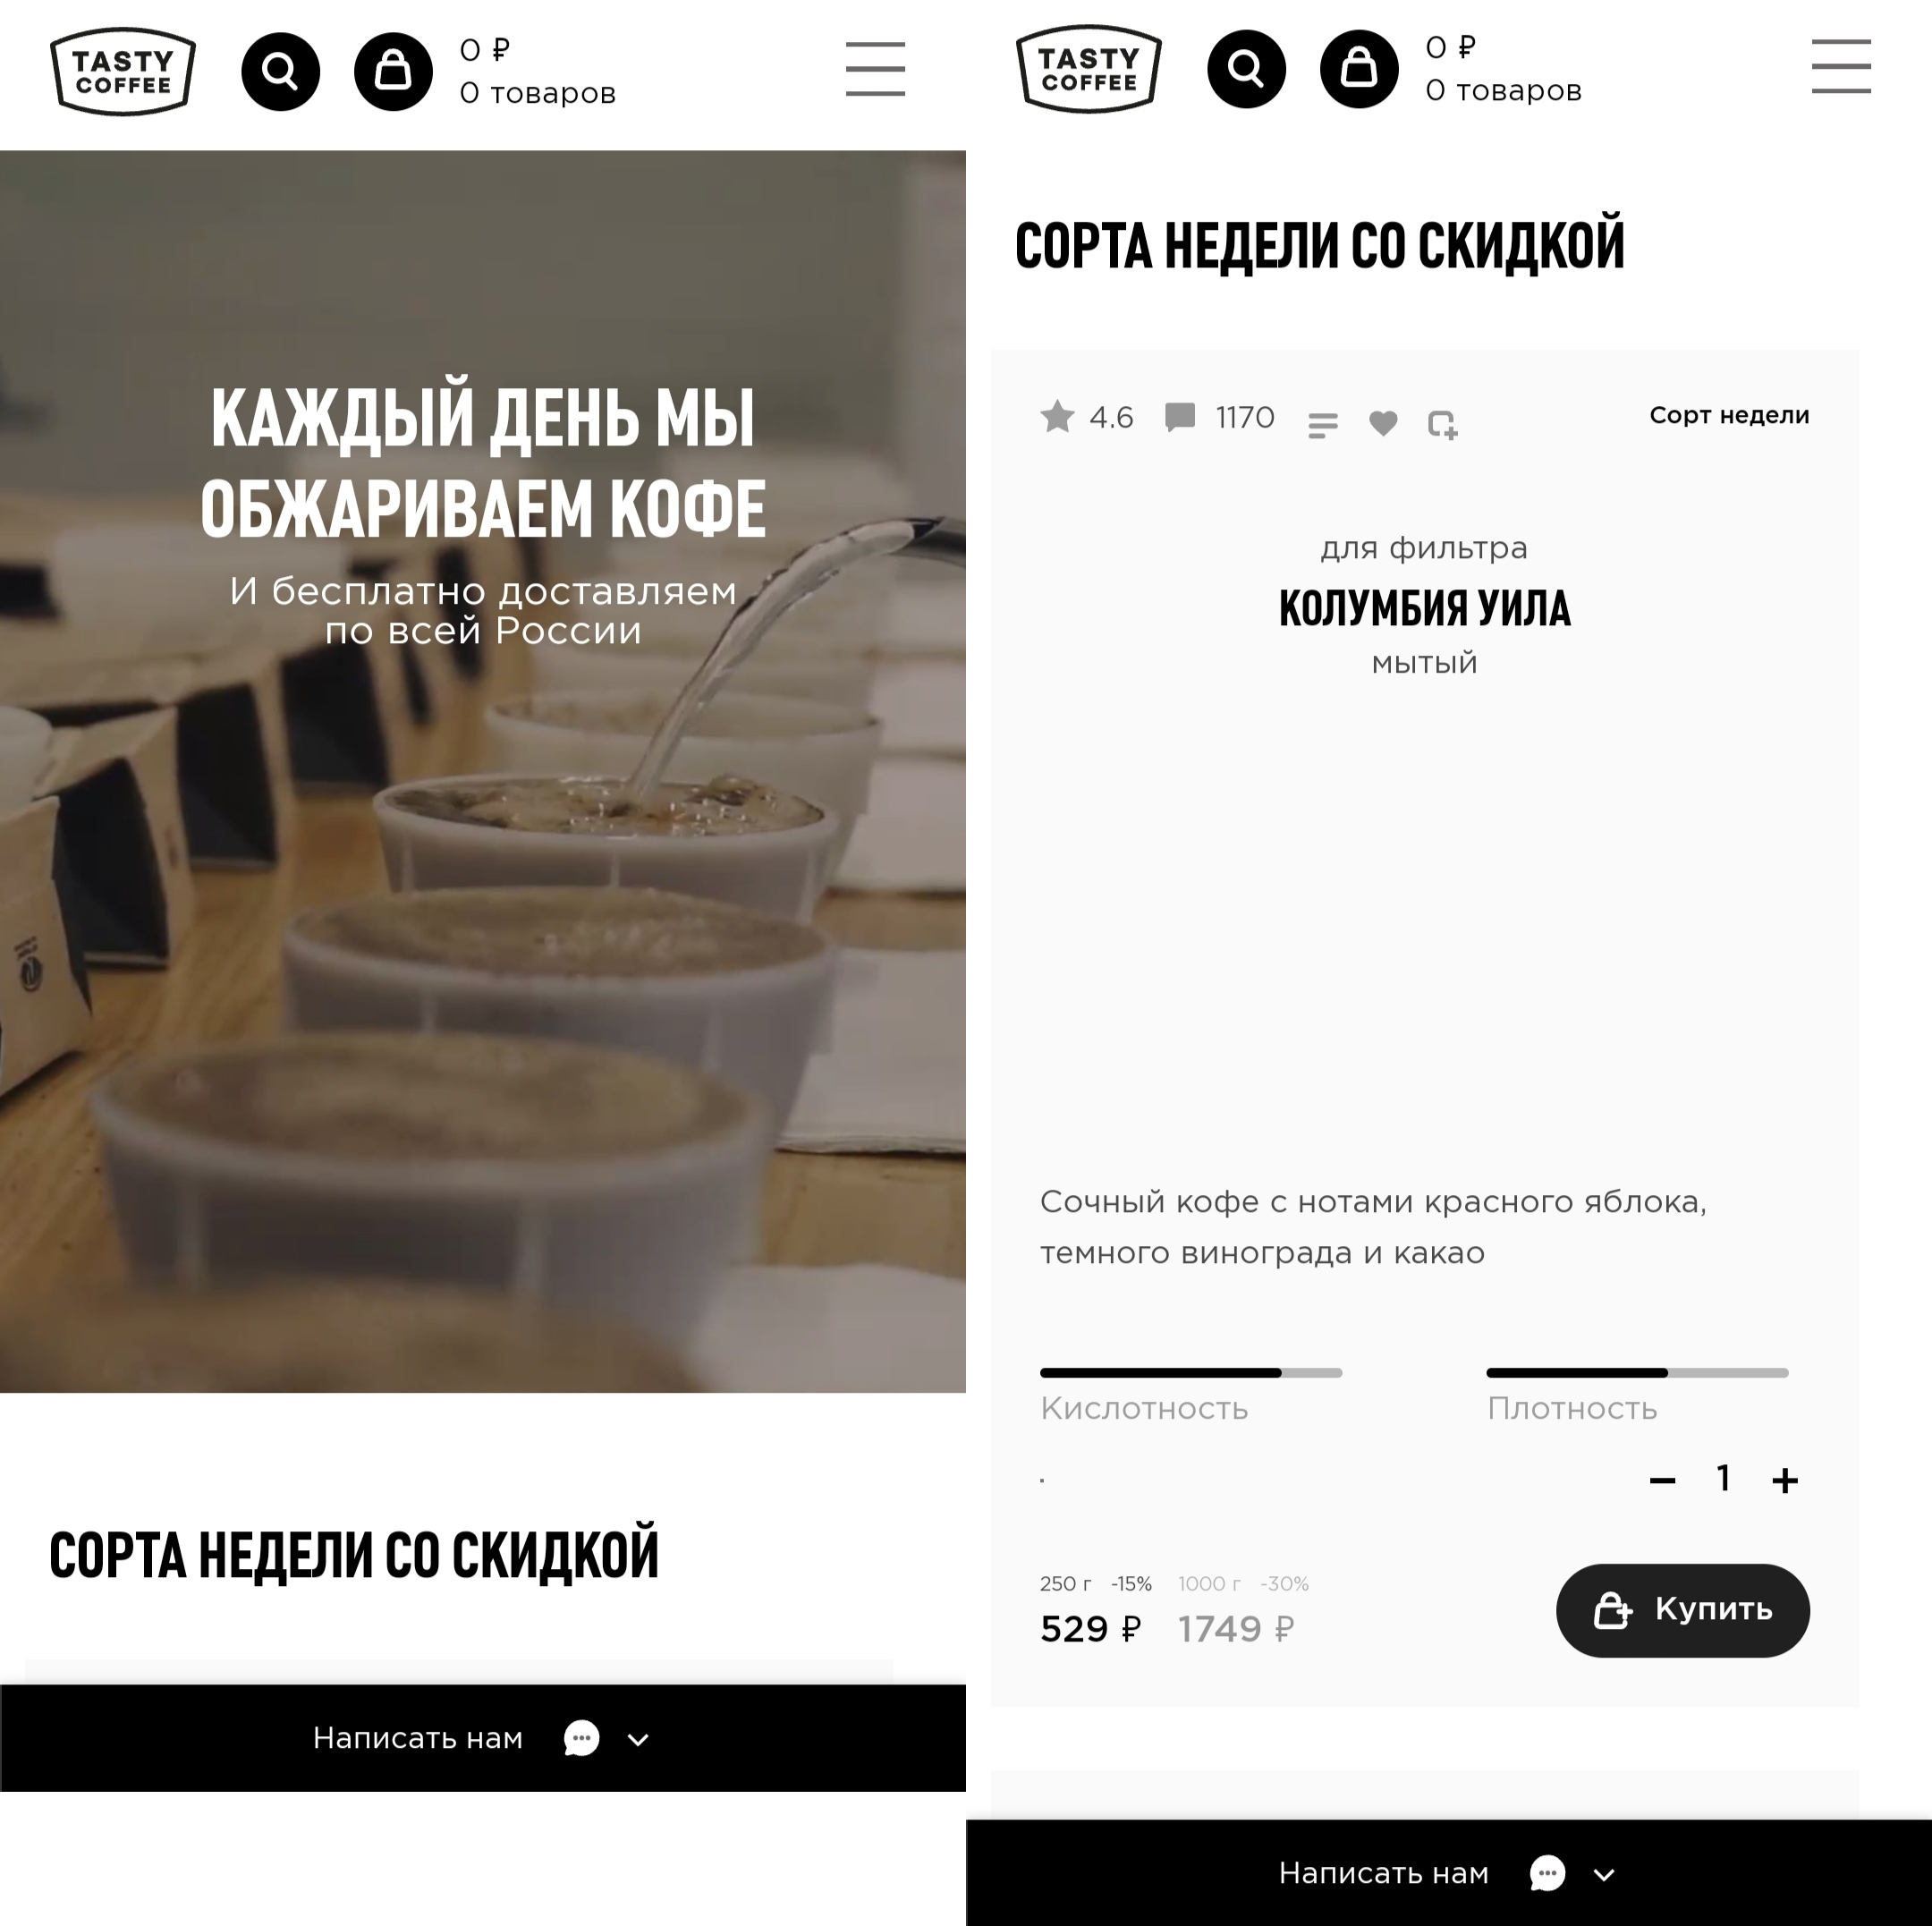 TASTY
COFFEE
0 ₽
0 товаров
КАЖДЫЙ ДЕНЬ МЫ
ОБЖАРИВАЕМ КОФЕ
И бесплатно доставляем
по всей России
СОРТА НЕДЕЛИ СО СКИДКОЙ
Написать нам
TASTY
COFFEE
0 ₽
0 товаров
СОРТА НЕДЕЛИ СО СКИДКОЙ
4.6 1170 Сорт недели
для фильтра
КОЛУМБИЯ УИЛА
мытый
Сочный кофе с нотами красного яблока,
темного винограда и какао
Кислотность Плотность
. − 1 +
250 г -15% 1000 г -30%
529 ₽ 1749 ₽
Купить
Написать нам